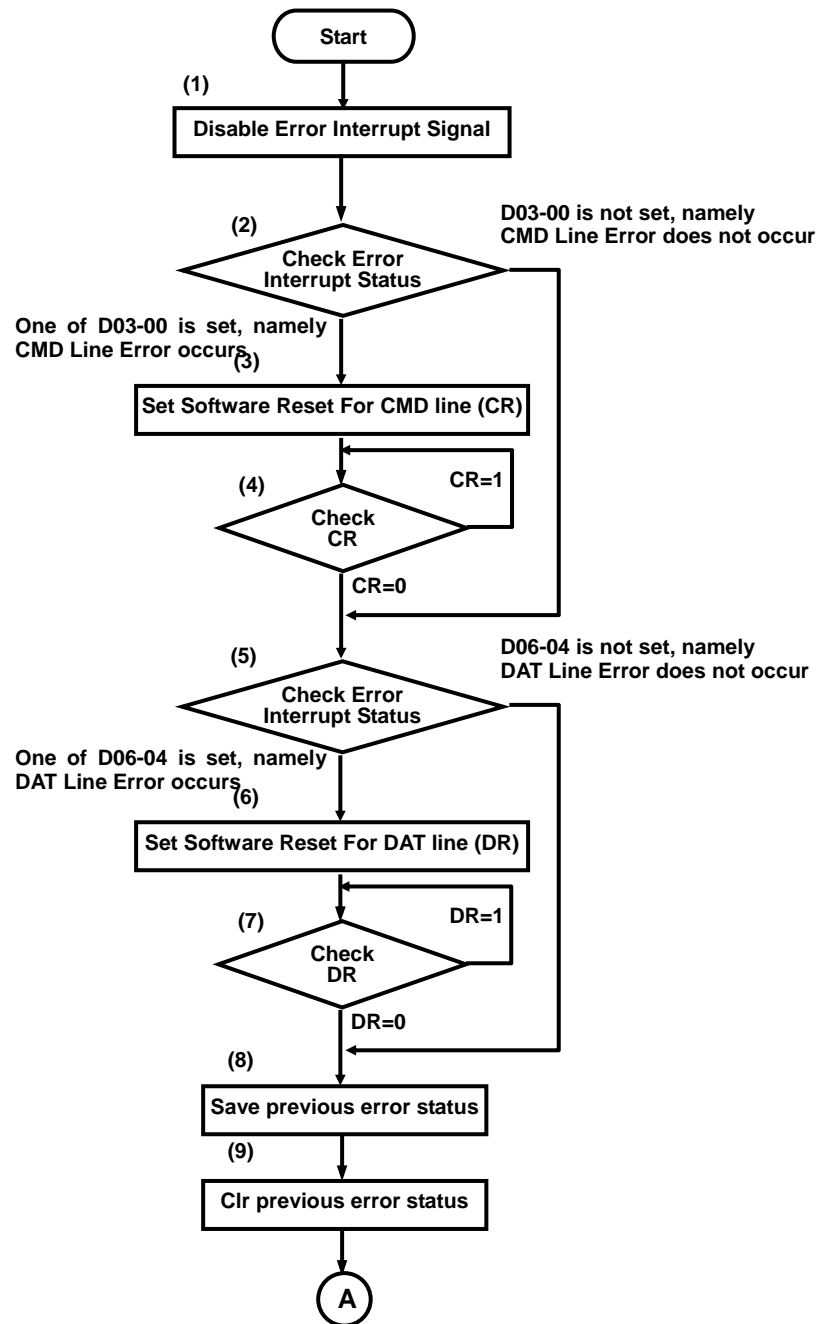 Start
(1)
Disable Error Interrupt Signal
(2)
D03-00 is not set, namely
CMD Line Error does not occur
Check Error
Interrupt Status
One of D03-00 is set, namely
CMD Line Error occurs
(3)
Set Software Reset For CMD line (CR)
(4)
CR=1
Check
CR
CR=0
(5)
D06-04 is not set, namely
DAT Line Error does not occur
Check Error
Interrupt Status
One of D06-04 is set, namely
DAT Line Error occurs
(6)
Set Software Reset For DAT line (DR)
(7)
DR=1
Check
DR
DR=0
(8)
Save previous error status
(9)
Clr previous error status
A